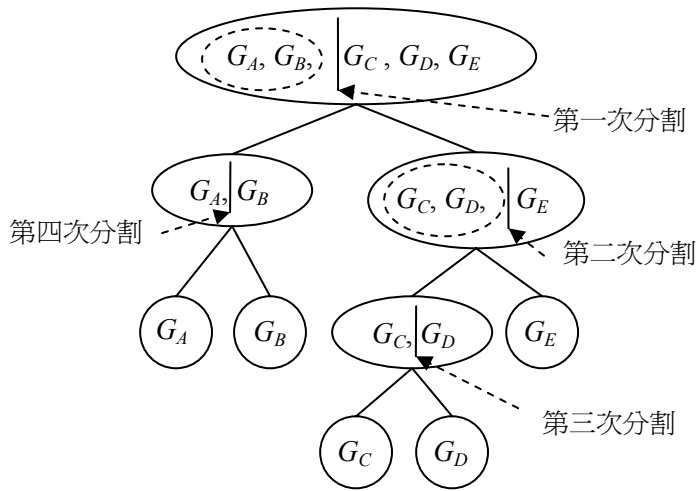 G_A, G_B, G_C , G_D, G_E
第一次分割
G_A, G_B
G_C, G_D, G_E
第四次分割
第二次分割
G_A
G_B
G_C, G_D
G_E
第三次分割
G_C
G_D